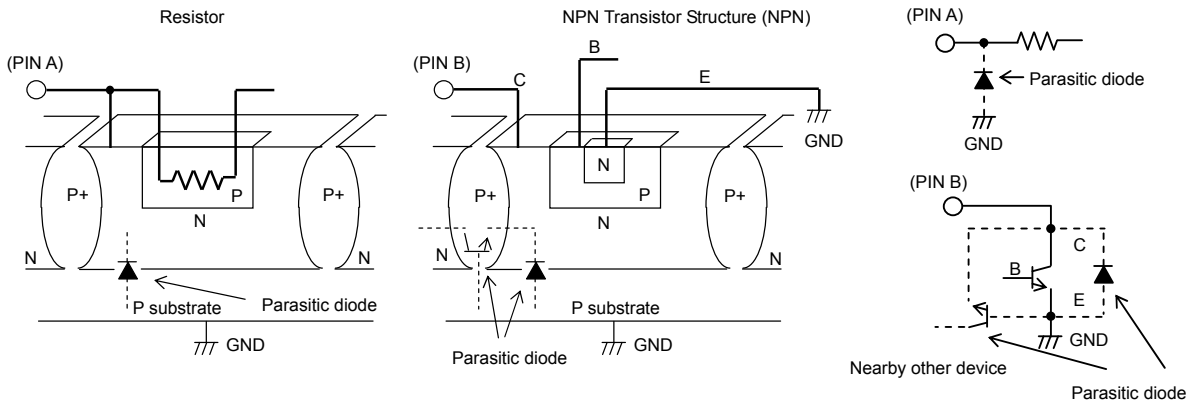 Resistor
(PIN A)
P+
P+
P
N
N
N
P substrate
Parasitic diode
GND
NPN Transistor Structure (NPN)
(PIN B)
C
B
E
GND
P+
P+
N
P
N
N
N
P substrate
Parasitic diode
GND
(PIN A)
Parasitic diode
GND
(PIN B)
C
B
E
GND
Nearby other device
Parasitic diode